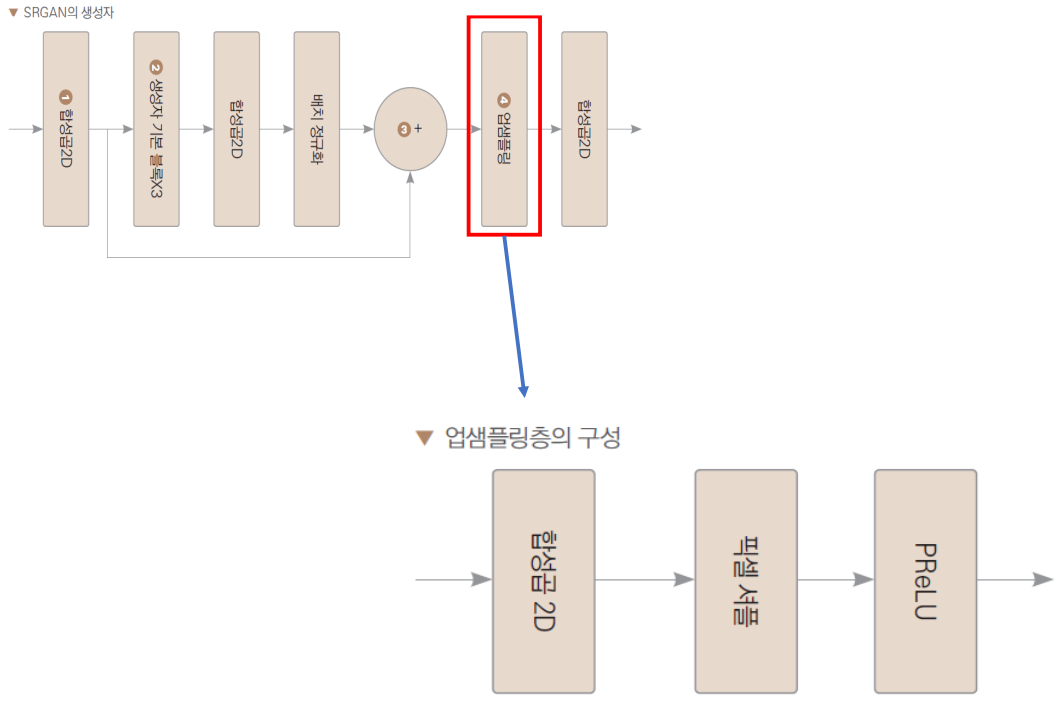 ▼ SRGAN의 생성자
❶ 합성곱2D
❷ 생성자 기본 블록X3
합성곱2D
배치 정규화
❸ +
❹ 업샘플링
합성곱2D
▼ 업샘플링층의 구성
합성곱 2D
픽셀 셔플
PReLU